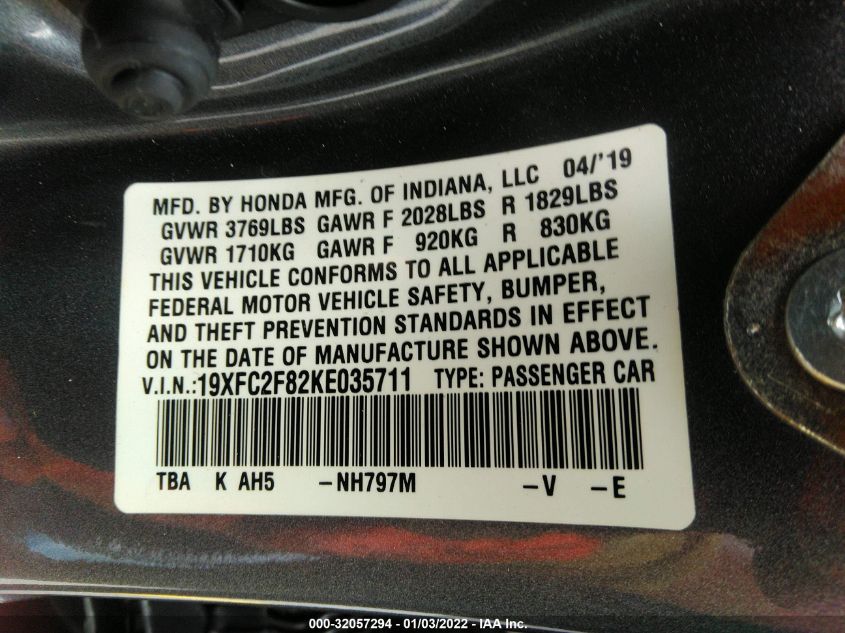 MFD. BY HONDA MFG. OF INDIANA, LLC 04/'19
GVWR 3769LBS GAWR F 2028LBS R 1829LBS
GVWR 1710KG GAWR F 920KG R 830KG
THIS VEHICLE CONFORMS TO ALL APPLICABLE
FEDERAL MOTOR VEHICLE SAFETY, BUMPER,
AND THEFT PREVENTION STANDARDS IN EFFECT
ON THE DATE OF MANUFACTURE SHOWN ABOVE.
V.I.N.:19XFC2F82KE035711 TYPE: PASSENGER CAR
TBA K AH5 -NH797M -V -E
000-32057294 - 01/03/2022 - IAA Inc.